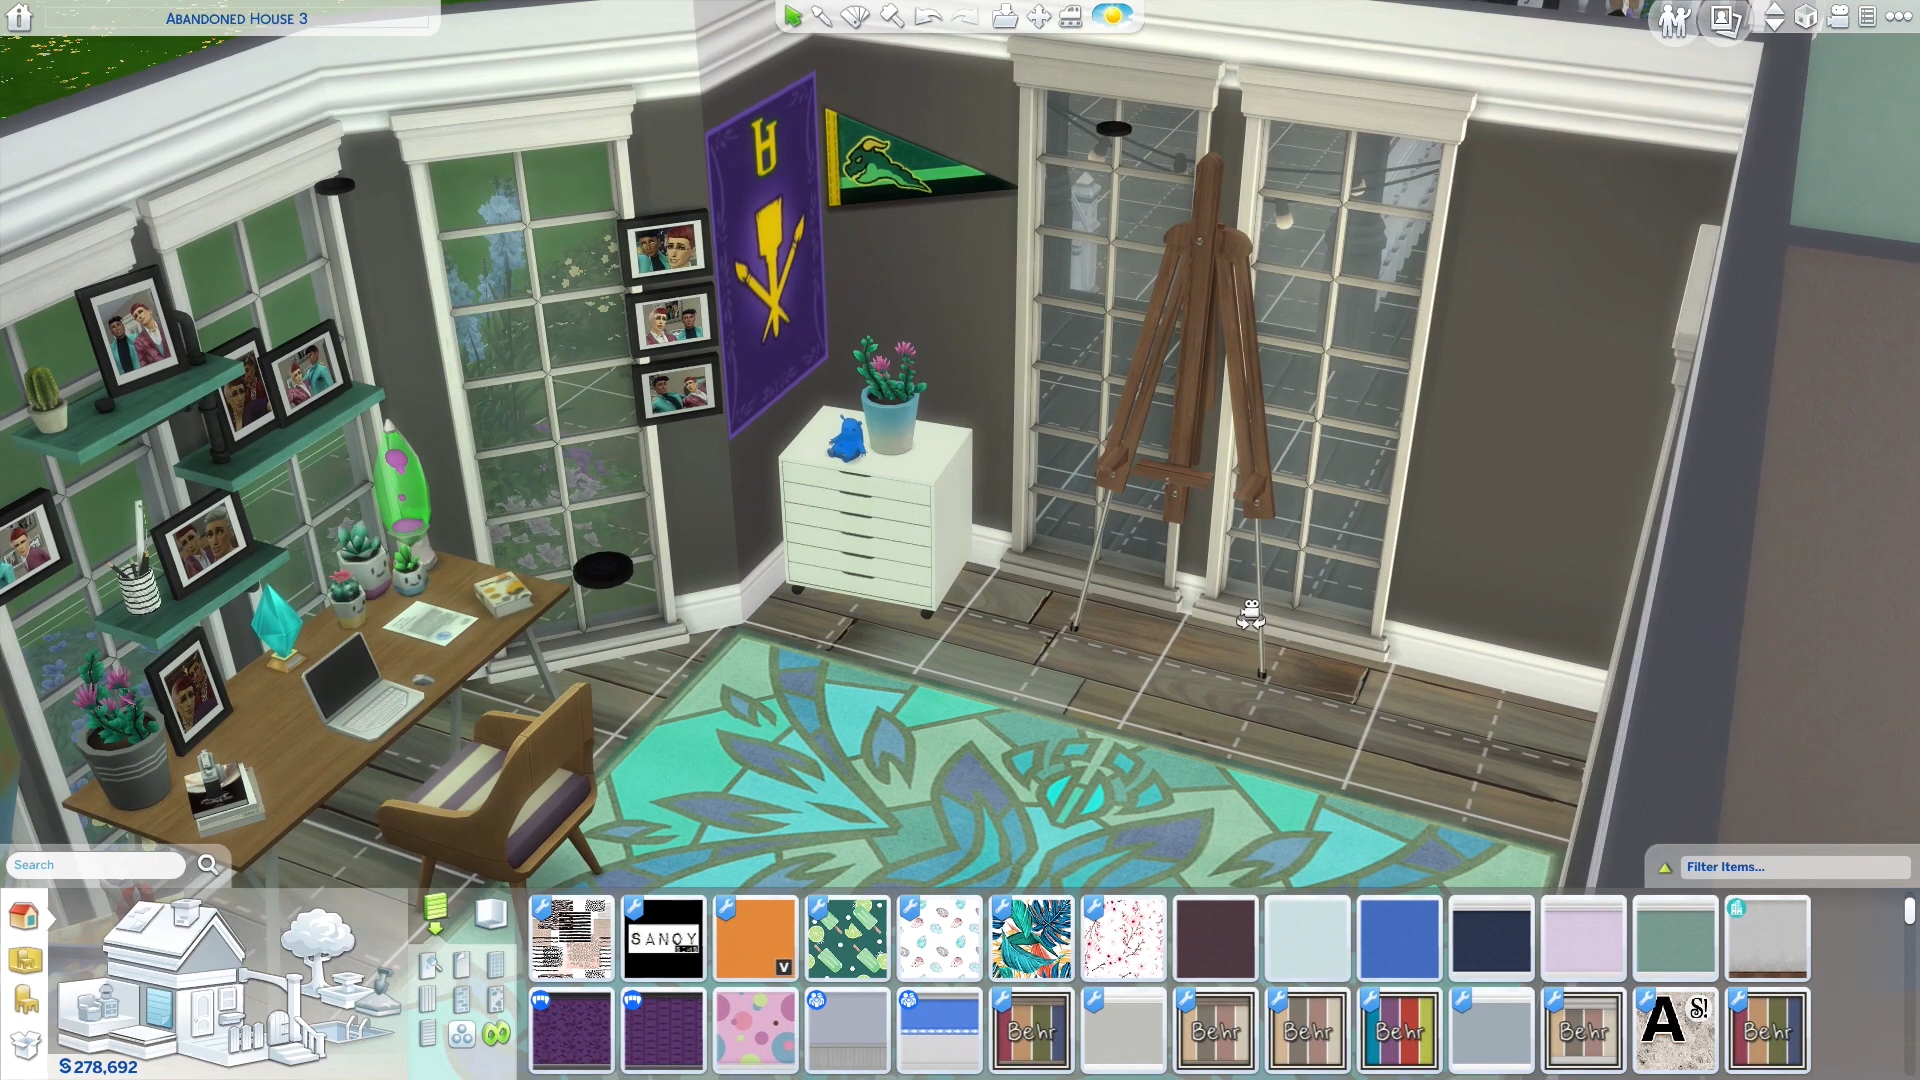 ABANDONED HOUSE 3
Search
Filter Items...
V
SANOY
Behr
Behr
Behr
Behr
Behr
A S!
Behr
§278,692